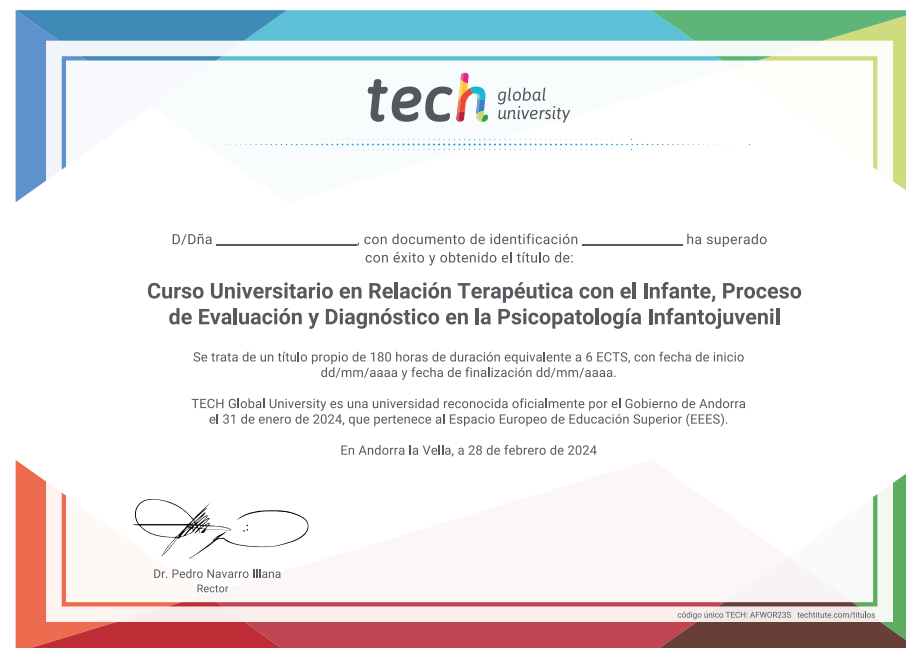 tech global university
D/Dña ________________, con documento de identificación ____________ ha superado
con éxito y obtenido el título de:
Curso Universitario en Relación Terapéutica con el Infante, Proceso
de Evaluación y Diagnóstico en la Psicopatología Infantojuvenil
Se trata de un título propio de 180 horas de duración equivalente a 6 ECTS, con fecha de inicio
dd/mm/aaaa y fecha de finalización dd/mm/aaaa.
TECH Global University es una universidad reconocida oficialmente por el Gobierno de Andorra
el 31 de enero de 2024, que pertenece al Espacio Europeo de Educación Superior (EEES).
En Andorra la Vella, a 28 de febrero de 2024
Dr. Pedro Navarro Illana
Rector
código único TECH: AFWOR23S techtitute.com/titulos